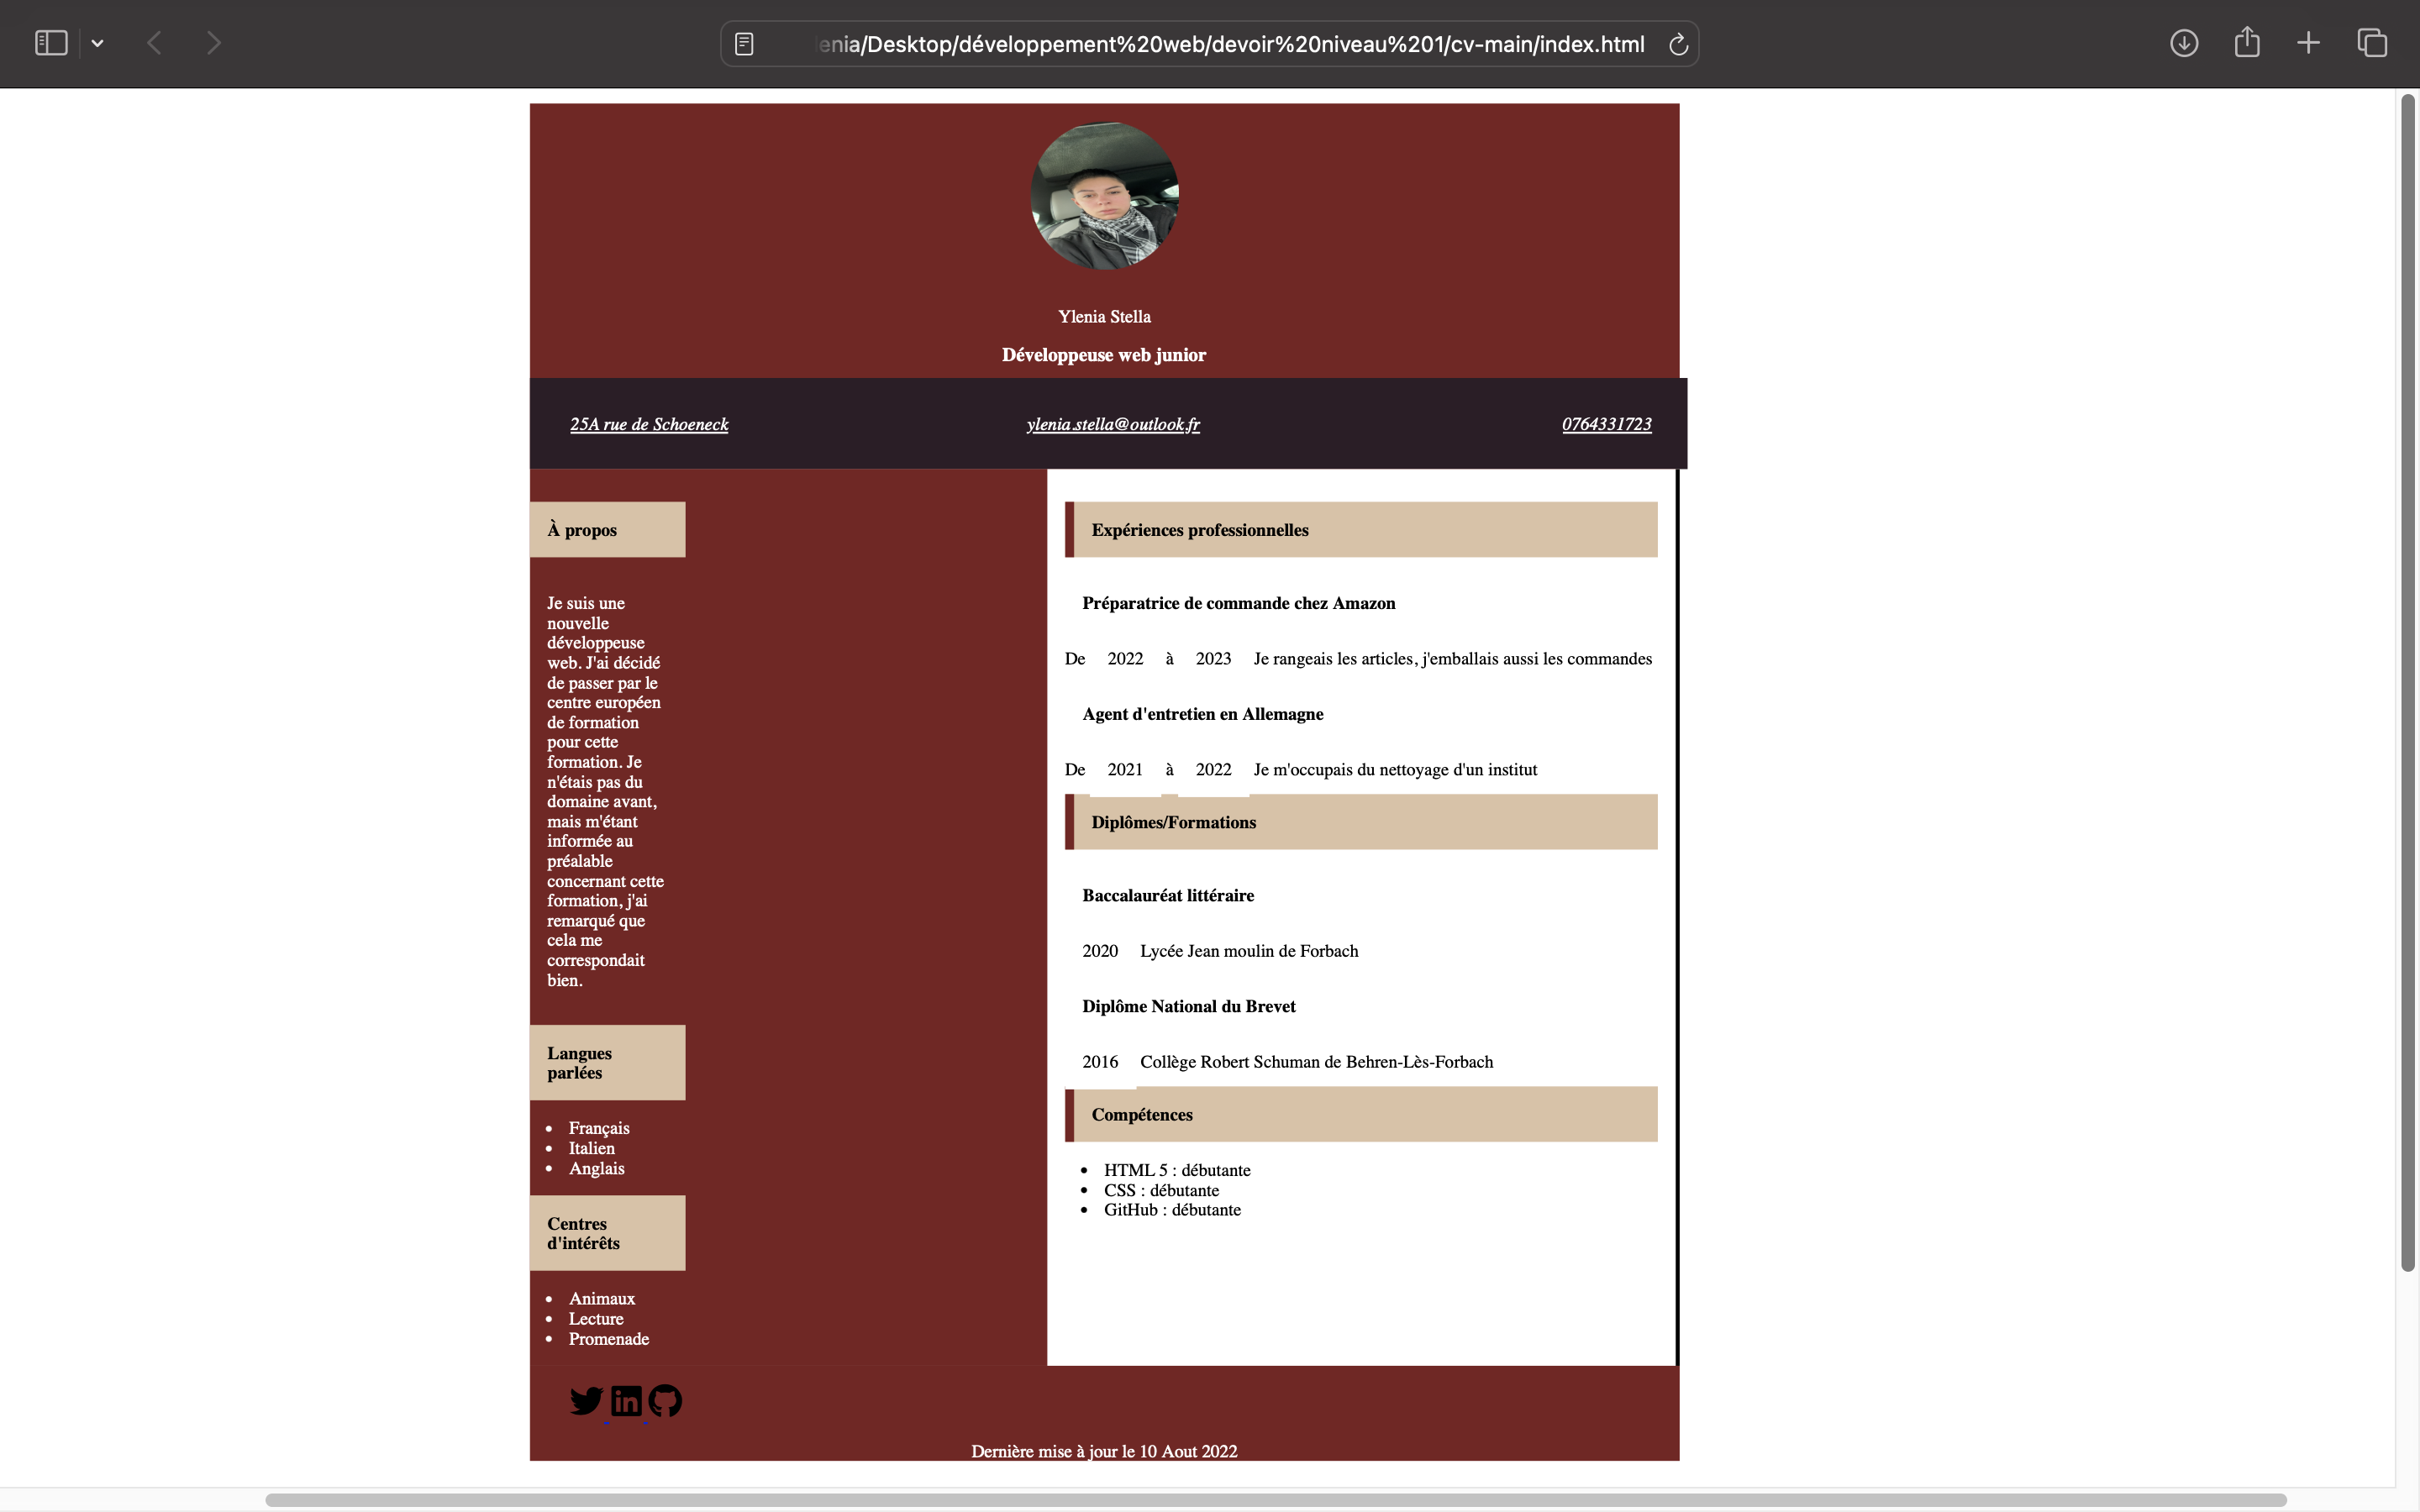 enia/Desktop/développement%20web/devoir%20niveau%201/cv-main/index.html
Ylenia Stella
Développeuse web junior
25A rue de Schoeneck
ylenia.stella@outlook.fr
0764331723
À propos
Je suis une
nouvelle
développeuse
web. J'ai décidé
de passer par le
centre européen
de formation
pour cette
formation. Je
n'étais pas du
domaine avant,
mais m'étant
informée au
préalable
concernant cette
formation, j'ai
remarqué que
cela me
correspondait
bien.
Langues
parlées
Français
Italien
Anglais
Centres
d'intérêts
Animaux
Lecture
Promenade
Expériences professionnelles
Préparatrice de commande chez Amazon
De 2022 à 2023 Je rangeais les articles, j'emballais aussi les commandes
Agent d'entretien en Allemagne
De 2021 à 2022 Je m'occupais du nettoyage d'un institut
Diplômes/Formations
Baccalauréat littéraire
2020 Lycée Jean moulin de Forbach
Diplôme National du Brevet
2016 Collège Robert Schuman de Behren-Lès-Forbach
Compétences
HTML 5 : débutante
CSS : débutante
GitHub : débutante
in
Dernière mise à jour le 10 Aout 2022